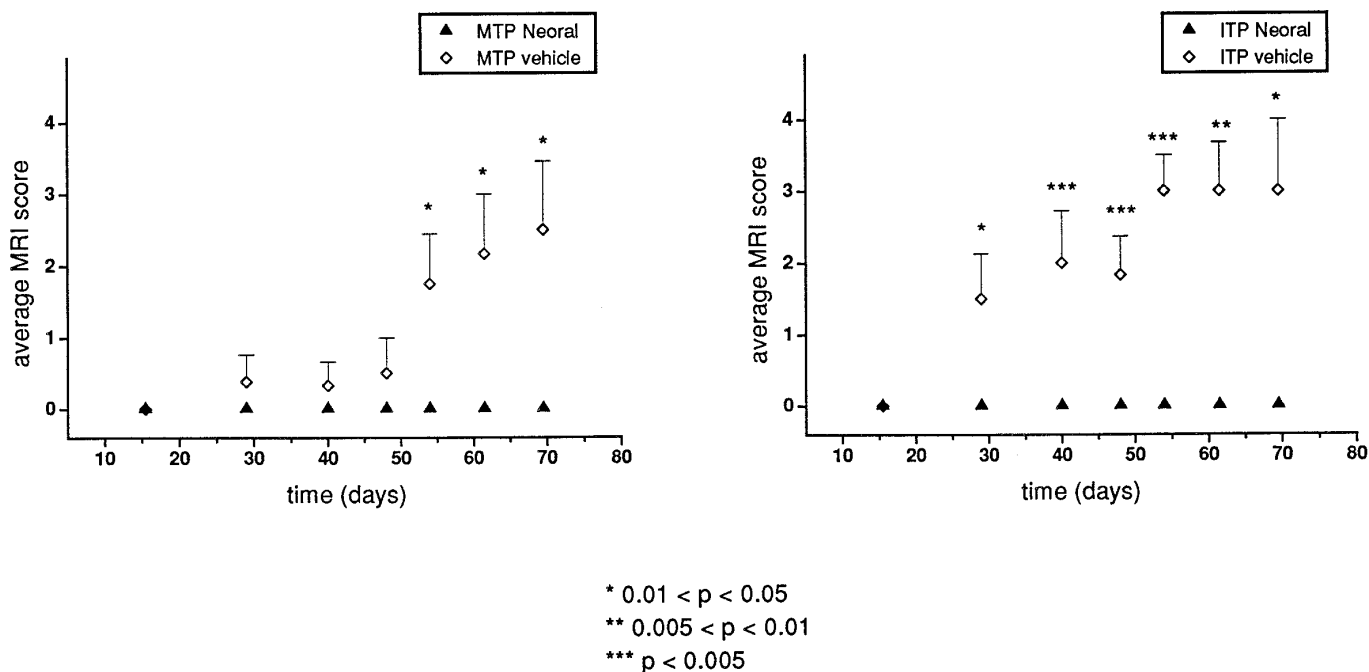 MTP Neoral
MTP vehicle
average MRI score
4
3
2
1
0
* * *
10 20 30 40 50 60 70 80
time (days)
ITP Neoral
ITP vehicle
average MRI score
4
3
2
1
0
* *** *** *** ** *
10 20 30 40 50 60 70 80
time (days)
* 0.01 < p < 0.05
** 0.005 < p < 0.01
*** p < 0.005